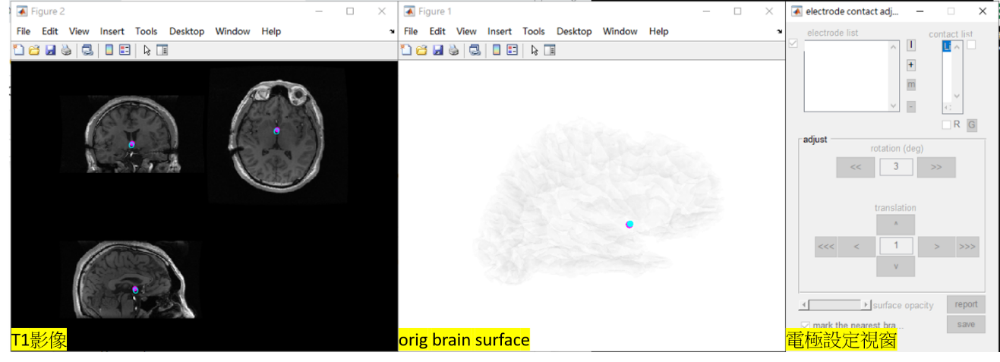 Figure 2
File Edit View Insert Tools Desktop Window Help
T1影像
Figure 1
File Edit View Insert Tools Desktop Window Help
orig brain surface
electrode contact adj...
electrode list
contact list
l
+
m
-
R
G
adjust
rotation (deg)
<< 3 >>
translation
^
<<< < 1 > >>>
v
surface opacity
report
mark the nearest bra...
save
電極設定視窗